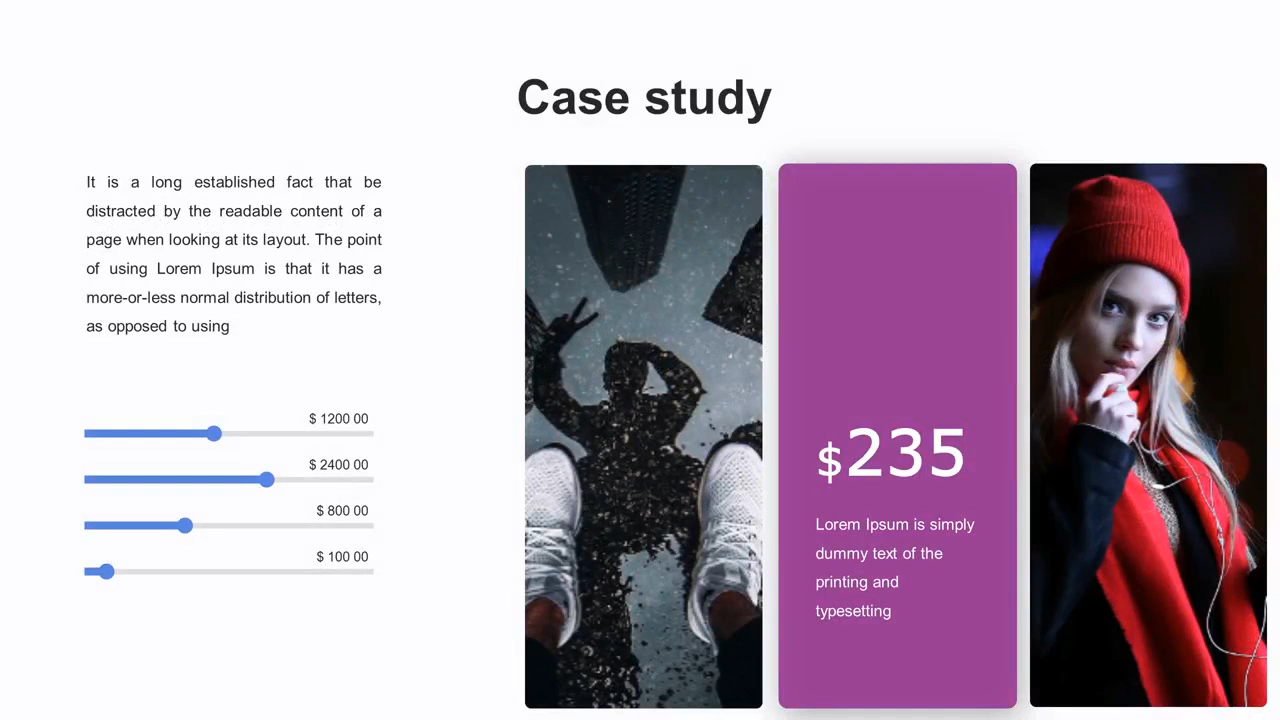 Case study
It is a long established fact that be
distracted by the readable content of a
page when looking at its layout. The point
of using Lorem Ipsum is that it has a
more-or-less normal distribution of letters,
as opposed to using
$ 1200 00
$ 2400 00
$ 800 00
$ 100 00
$235
Lorem Ipsum is simply
dummy text of the
printing and
typesetting